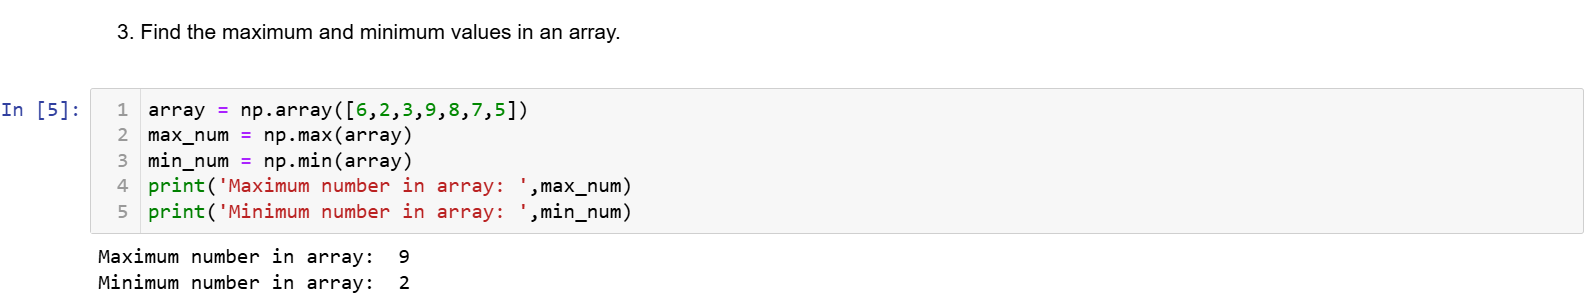 3. Find the maximum and minimum values in an array.
In [5]:
1 array = np.array([6,2,3,9,8,7,5])
2 max_num = np.max(array)
3 min_num = np.min(array)
4 print('Maximum number in array: ',max_num)
5 print('Minimum number in array: ',min_num)
Maximum number in array:  9
Minimum number in array:  2